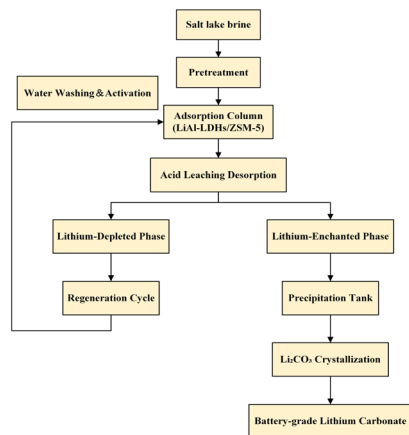 Salt lake brine
Pretreatment
Water Washing＆Activation
Adsorption Column
(LiAl-LDHs/ZSM-5)
Acid Leaching Desorption
Lithium-Depleted Phase
Lithium-Enchanted Phase
Regeneration Cycle
Precipitation Tank
Li₂CO₃ Crystallization
Battery-grade Lithium Carbonate